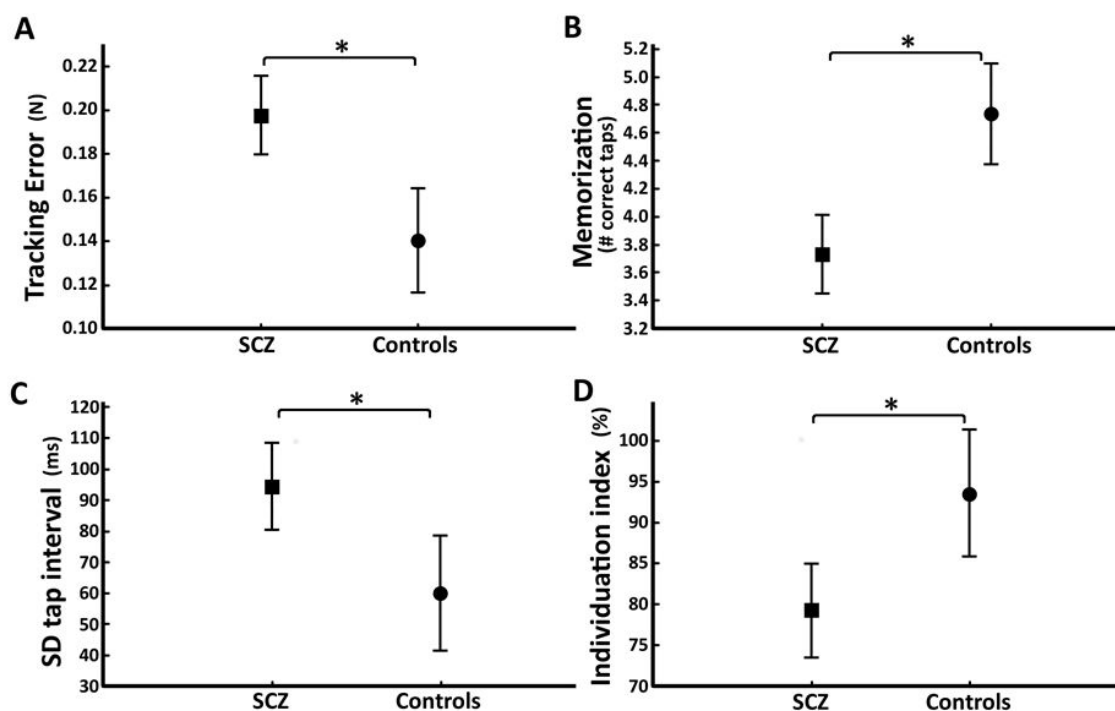 A
Tracking Error (N)
0.22
0.20
0.18
0.16
0.14
0.12
0.10
*
SCZ
Controls
B
Memorization
(# correct taps)
5.2
5.0
4.8
4.6
4.4
4.2
4.0
3.8
3.6
3.4
3.2
*
SCZ
Controls
C
SD tap interval (ms)
120
110
100
90
80
70
60
50
40
30
*
SCZ
Controls
D
Individuation index (%)
100
95
90
85
80
75
70
*
SCZ
Controls